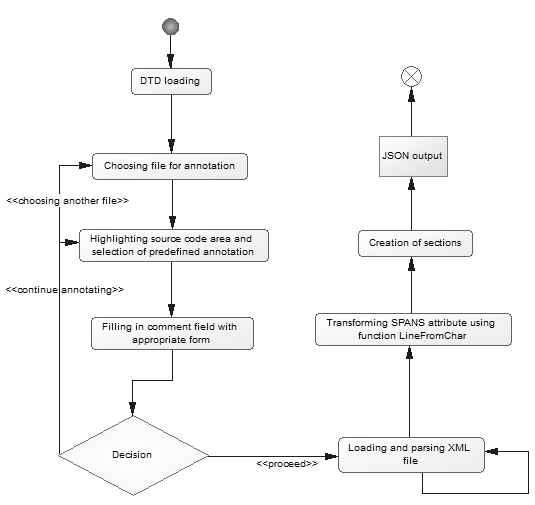 DTD loading
Choosing file for annotation
<<choosing another file>>
Highlighting source code area and
selection of predefined annotation
<<continue annotating>>
Filling in comment field with
appropriate form
Decision
<<proceed>>
Loading and parsing XML
file
Transforming SPANS attribute using
function LineFromChar
Creation of sections
JSON output